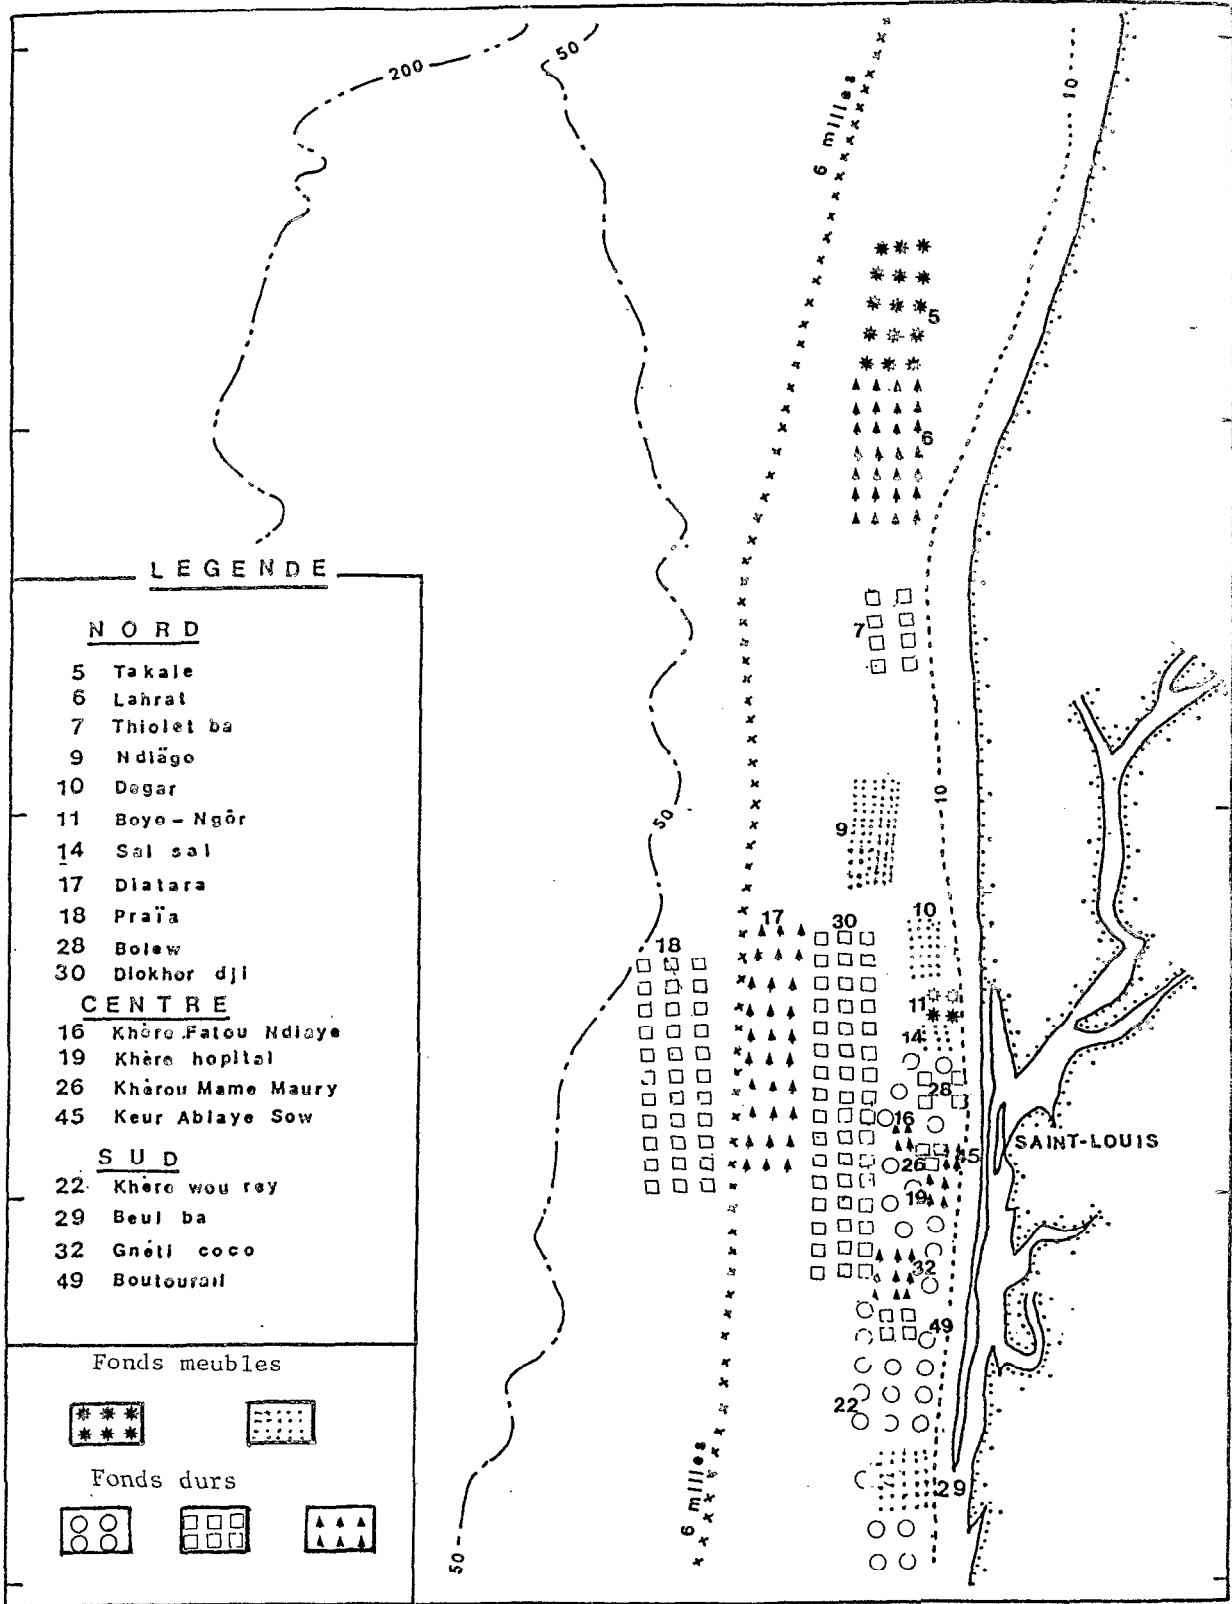 200
50
10
6 milles
5
6
7
9
10
10
50
17
30
18
11
14
28
16
SAINT-LOUIS
26
45
19
32
49
22
29
6 milles
50
LEGENDE
NORD
5 Takale
6 Lahrat
7 Thiolet ba
9 Ndiägo
10 Degar
11 Boyo-Ngôr
14 Sal sal
17 Diatara
18 Praïa
28 Bolew
30 Diokhor dji
CENTRE
16 Khère Fatou Ndiaye
19 Khère hopital
26 Khèrou Mame Maury
45 Keur Ablaye Sow
SUD
22 Khère wou rey
29 Beul ba
32 Gnéti coco
49 Boutourail
Fonds meubles
Fonds durs